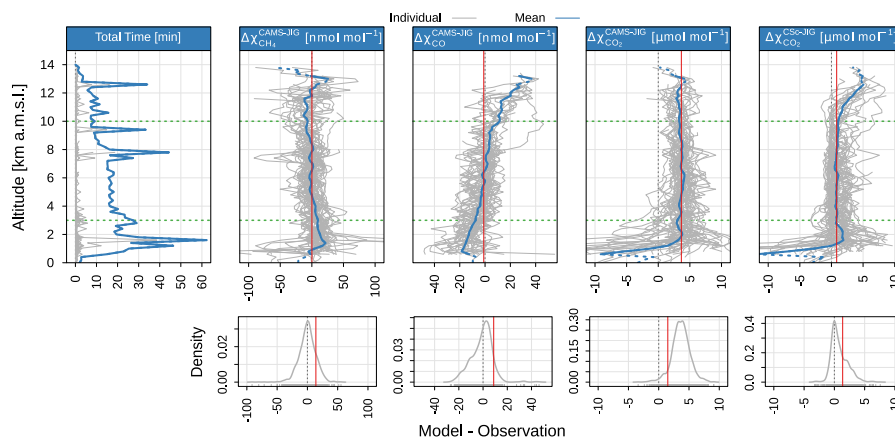 Individual Mean
Total Time [min]
Δχ CAMS-JIG CH₄ [nmol mol⁻¹]
Δχ CAMS-JIG CO [nmol mol⁻¹]
Δχ CAMS-JIG CO₂ [μmol mol⁻¹]
Δχ CSc-JIG CO₂ [μmol mol⁻¹]
Altitude [km a.m.s.l.]
14
12
10
8
6
4
2
0
0 10 20 30 40 50 60
-100 -50 0 50 100
-40 0 20 40
-10 -5 0 5 10
-10 -5 0 5 10
Density
0.00 0.02
0.00 0.03
0.00 0.15 0.30
0.0 0.2 0.4
-100 -50 0 50 100
-60 -20 0 20 40 60
-10 -5 0 5 10
-10 -5 0 5 10
Model - Observation